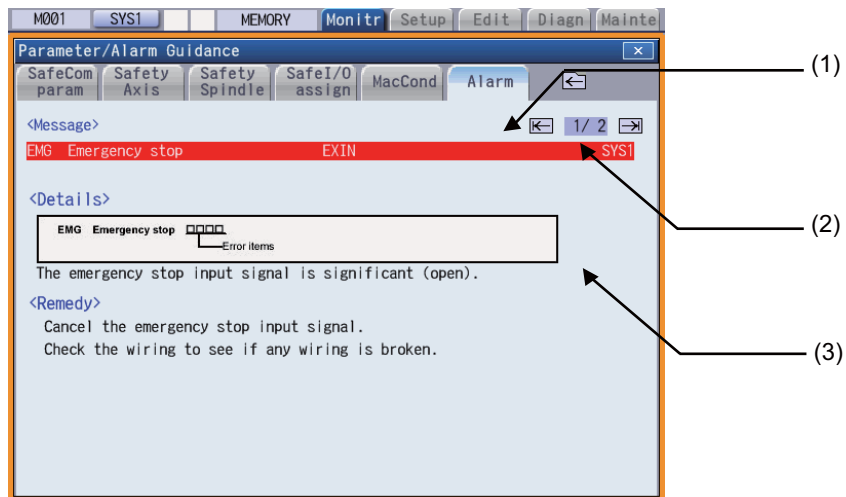 M001 SYS1 MEMORY Monitr Setup Edit Diagn Mainte
Parameter/Alarm Guidance
SafeCom param Safety Axis Safety Spindle SafeI/O assign MacCond Alarm
(1)
<Message> 1/ 2
EMG Emergency stop EXIN SYS1
(2)
<Details>
EMG Emergency stop □□□□
Error items
The emergency stop input signal is significant (open).
<Remedy>
Cancel the emergency stop input signal.
Check the wiring to see if any wiring is broken.
(3)